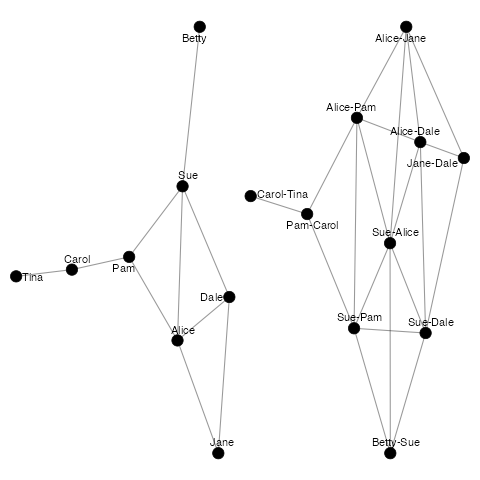 Betty
Sue
Carol
Tina
Pam
Dale
Alice
Jane
Alice-Jane
Alice-Pam
Alice-Dale
Jane-Dale
Carol-Tina
Pam-Carol
Sue-Alice
Sue-Pam
Sue-Dale
Betty-Sue